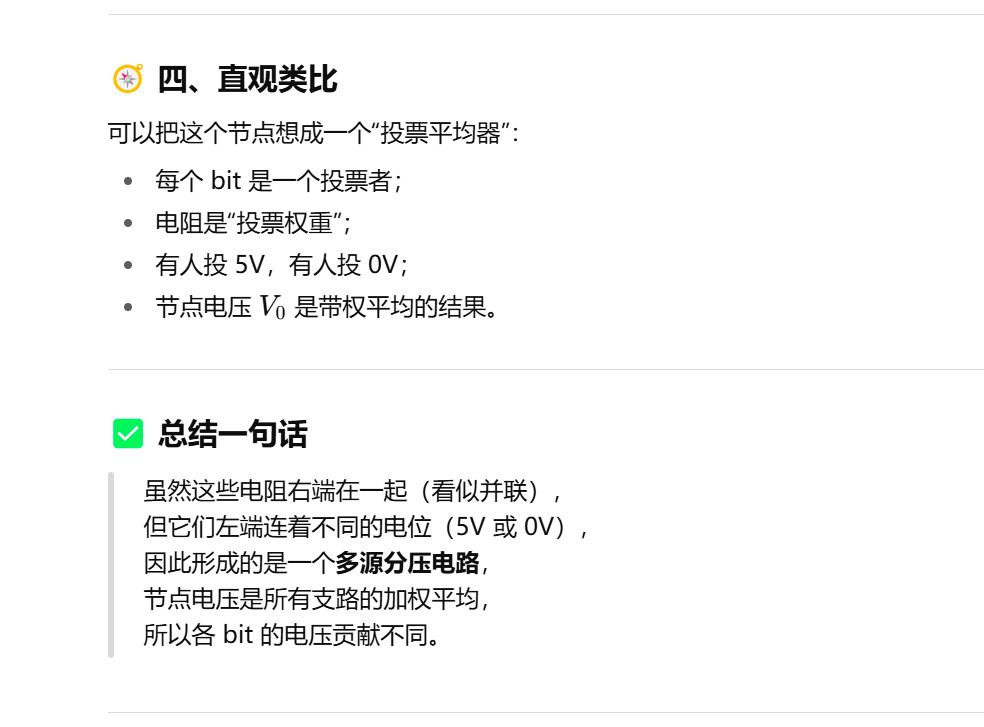 四、直观类比
可以把这个节点想成一个“投票平均器”：
每个 bit 是一个投票者；
电阻是“投票权重”；
有人投 5V，有人投 0V；
节点电压 V₀ 是带权平均的结果。
总结一句话
虽然这些电阻右端在一起（看似并联），
但它们左端连着不同的电位（5V 或 0V），
因此形成的是一个多源分压电路，
节点电压是所有支路的加权平均，
所以各 bit 的电压贡献不同。